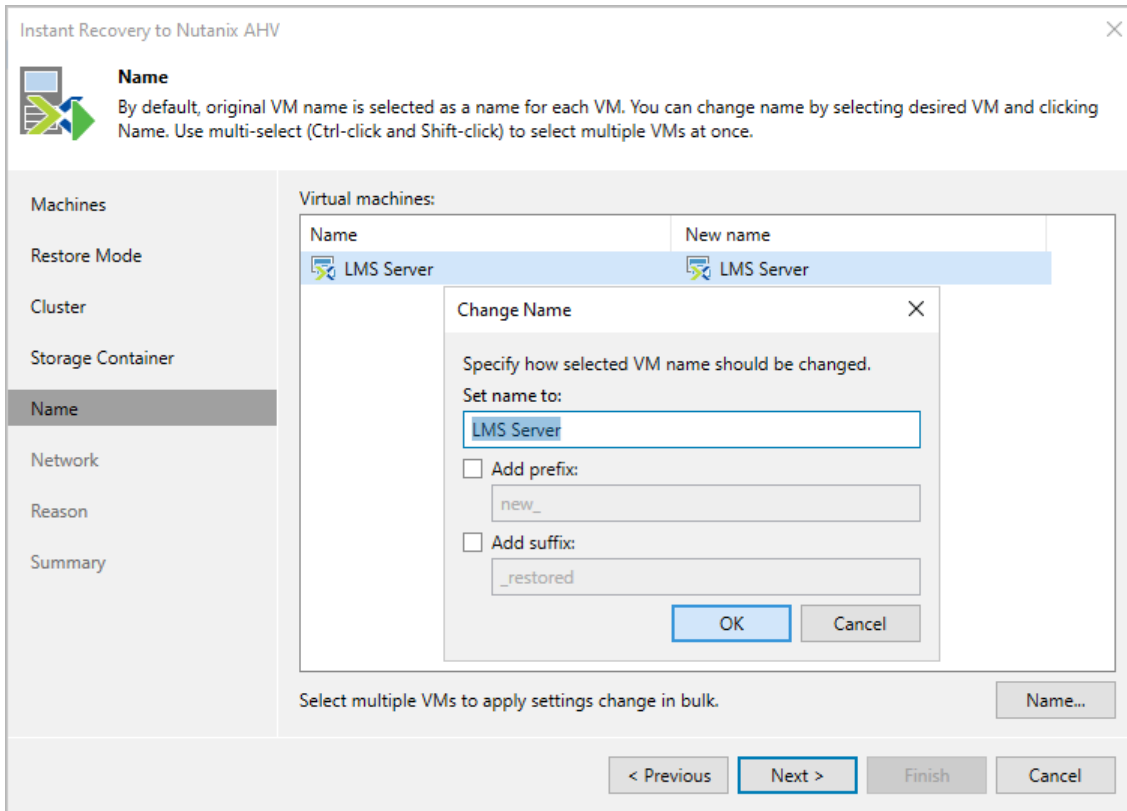 Instant Recovery to Nutanix AHV
Name
By default, original VM name is selected as a name for each VM. You can change name by selecting desired VM and clicking
Name. Use multi-select (Ctrl-click and Shift-click) to select multiple VMs at once.
Machines
Restore Mode
Cluster
Storage Container
Name
Network
Reason
Summary
Virtual machines:
Name New name
LMS Server LMS Server
Change Name
Specify how selected VM name should be changed.
Set name to:
LMS Server
Add prefix:
new_
Add suffix:
_restored
OK Cancel
Select multiple VMs to apply settings change in bulk. Name...
< Previous Next > Finish Cancel